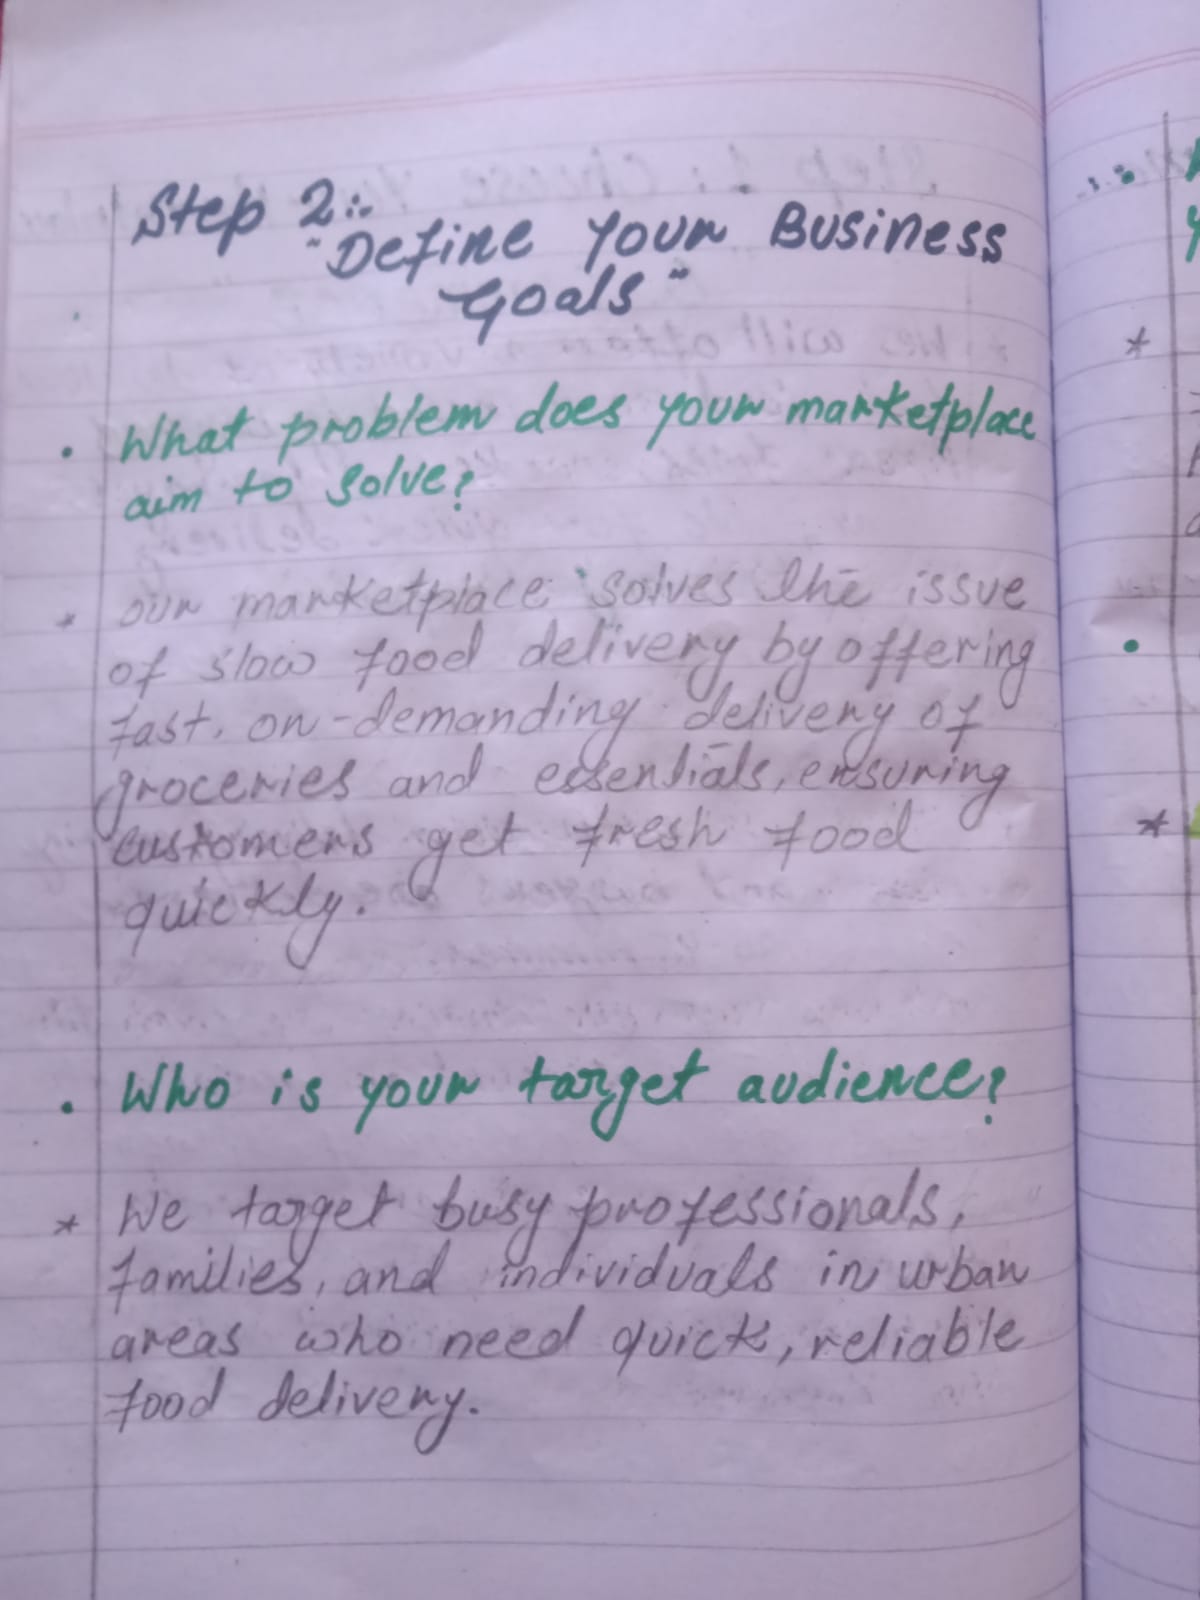 Step 2:-
"Define Your Business
Goals"
• What problem does your marketplace
aim to solve?
* our marketplace solves the issue
of slow food delivery by offering
fast, on-demanding delivery of
groceries and essentials, ensuring
customers get fresh food
quickly.
• Who is your target audience?
* We target busy professionals,
families, and individuals in urban
areas who need quick, reliable
food delivery.